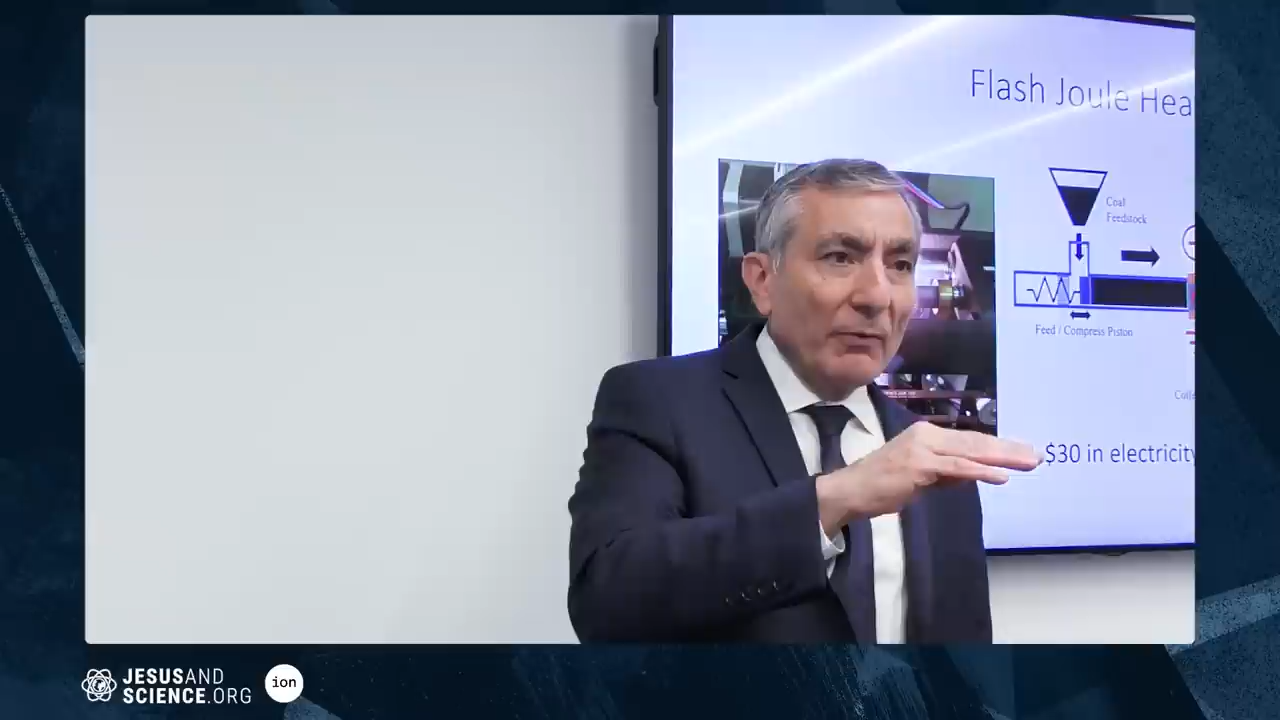 Flash Joule Hea
Coal
Feedstock
Feed / Compress Piston
$30 in electricity
JESUSAND
SCIENCE.ORG
ion